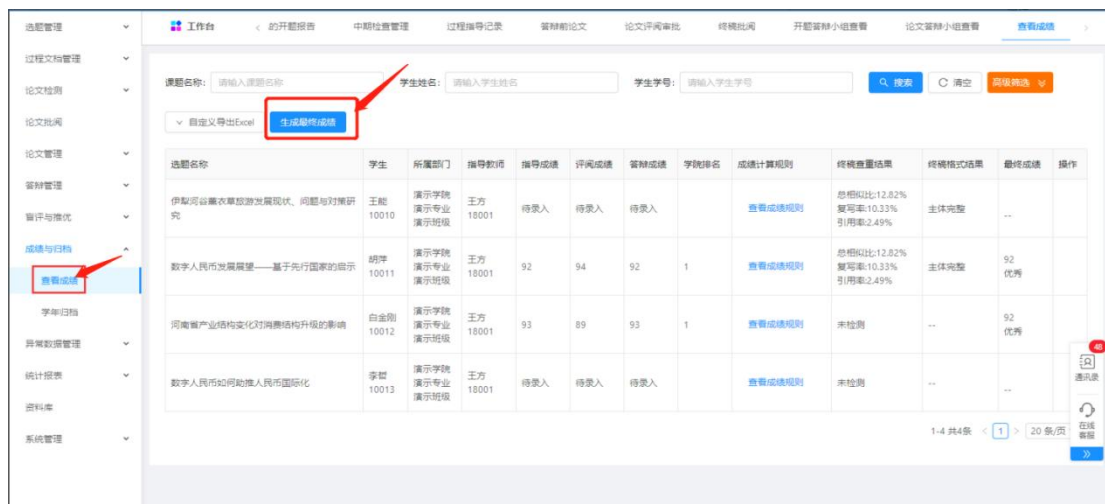 选题管理
过程文档管理
论文检测
论文批阅
论文管理
答辩管理
盲评与推优
成绩与归档
查看成绩
学年归档
异常数据管理
统计报表
资料库
系统管理
工作台 的开题报告 中期检查管理 过程指导记录 答辩前论文 论文评阅审批 终稿批阅 开题答辩小组查看 论文答辩小组查看 查看成绩
课题名称: 请输入课题名称 学生姓名: 请输入学生姓名 学生学号: 请输入学生学号 搜索 清空 高级筛选
自定义导出Excel 生成最终成绩
选题名称 学生 所属部门 指导教师 指导成绩 评阅成绩 答辩成绩 学院排名 成绩计算规则 终稿查重结果 终稿格式结果 最终成绩 操作
伊犁河谷薰衣草旅游发展现状、问题与对策研究 王能 10010 演示学院 演示专业 演示班级 王方 18001 待录入 待录入 待录入 查看成绩规则 总相似比:12.82% 复写率:10.33% 引用率:2.49% 主体完整 --
数字人民币发展展望——基于先行国家的启示 胡萍 10011 演示学院 演示专业 演示班级 王方 18001 92 94 92 1 查看成绩规则 总相似比:12.82% 复写率:10.33% 引用率:2.49% 主体完整 92 优秀
河南省产业结构变化对消费结构升级的影响 白金刚 10012 演示学院 演示专业 演示班级 王方 18001 93 89 93 1 查看成绩规则 未检测 -- 92 优秀
数字人民币如何助推人民币国际化 李哲 10013 演示学院 演示专业 演示班级 王方 18001 待录入 待录入 待录入 查看成绩规则 未检测 -- --
1-4 共4条 < 1 > 20 条/页
48
通讯录
在线
客服